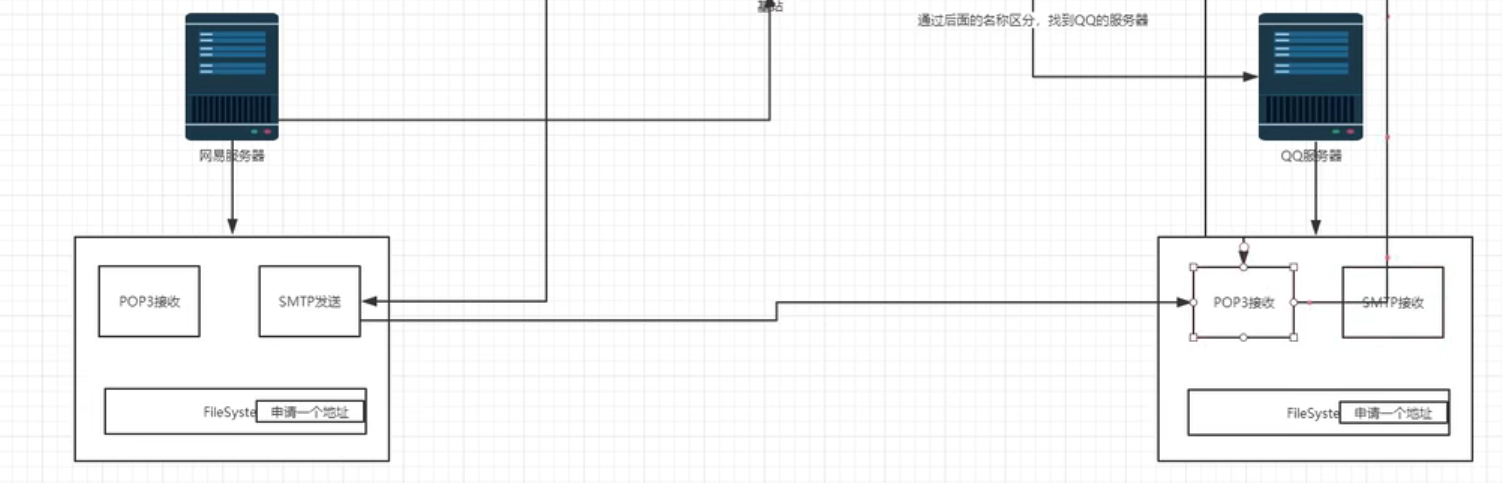 基站
通过后面的名称区分，找到QQ的服务器
网易服务器
QQ服务器
POP3接收
SMTP发送
POP3接收
SMTP接收
FileSyste
申请一个地址
FileSyste
申请一个地址